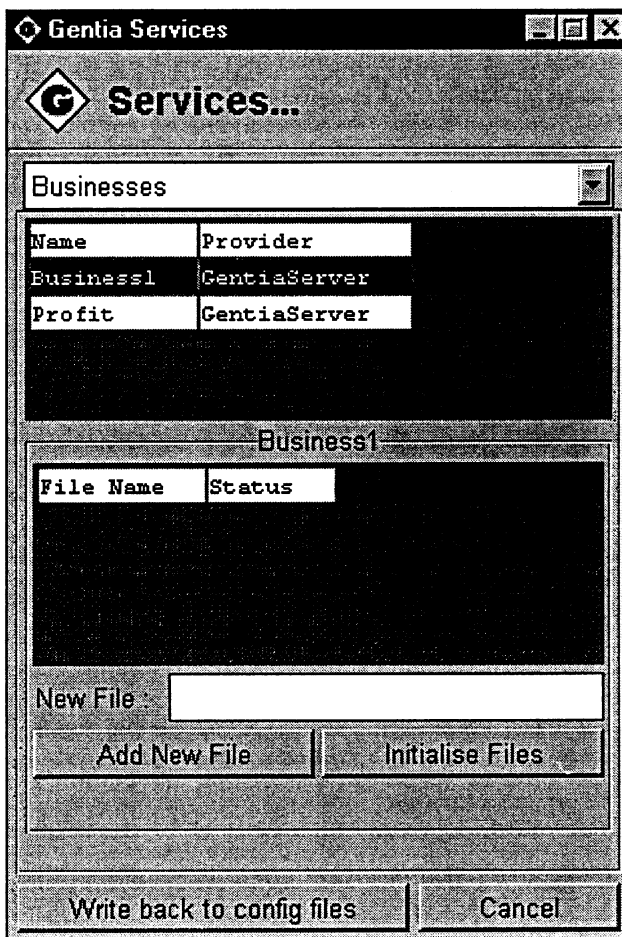 Gentia Services
G Services...
Businesses
Name Provider
Business1 GentiaServer
Profit GentiaServer
Business1
File Name Status
New File :
Add New File Initialise Files
Write back to config files Cancel